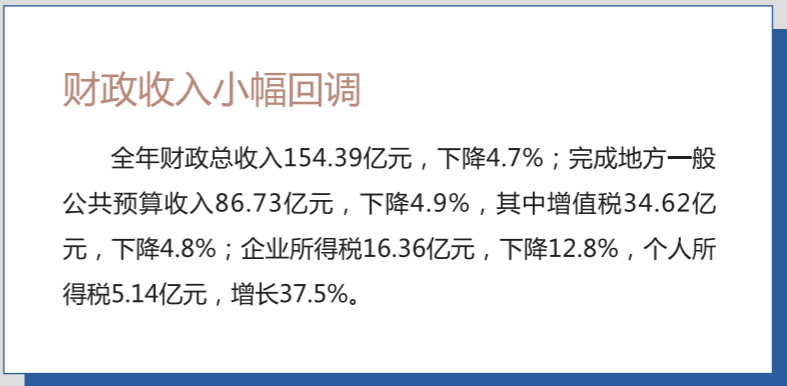 财政收入小幅回调
全年财政总收入154.39亿元，下降4.7%；完成地方一般
公共预算收入86.73亿元，下降4.9%，其中增值税34.62亿
元，下降4.8%；企业所得税16.36亿元，下降12.8%，个人所
得税5.14亿元，增长37.5%。